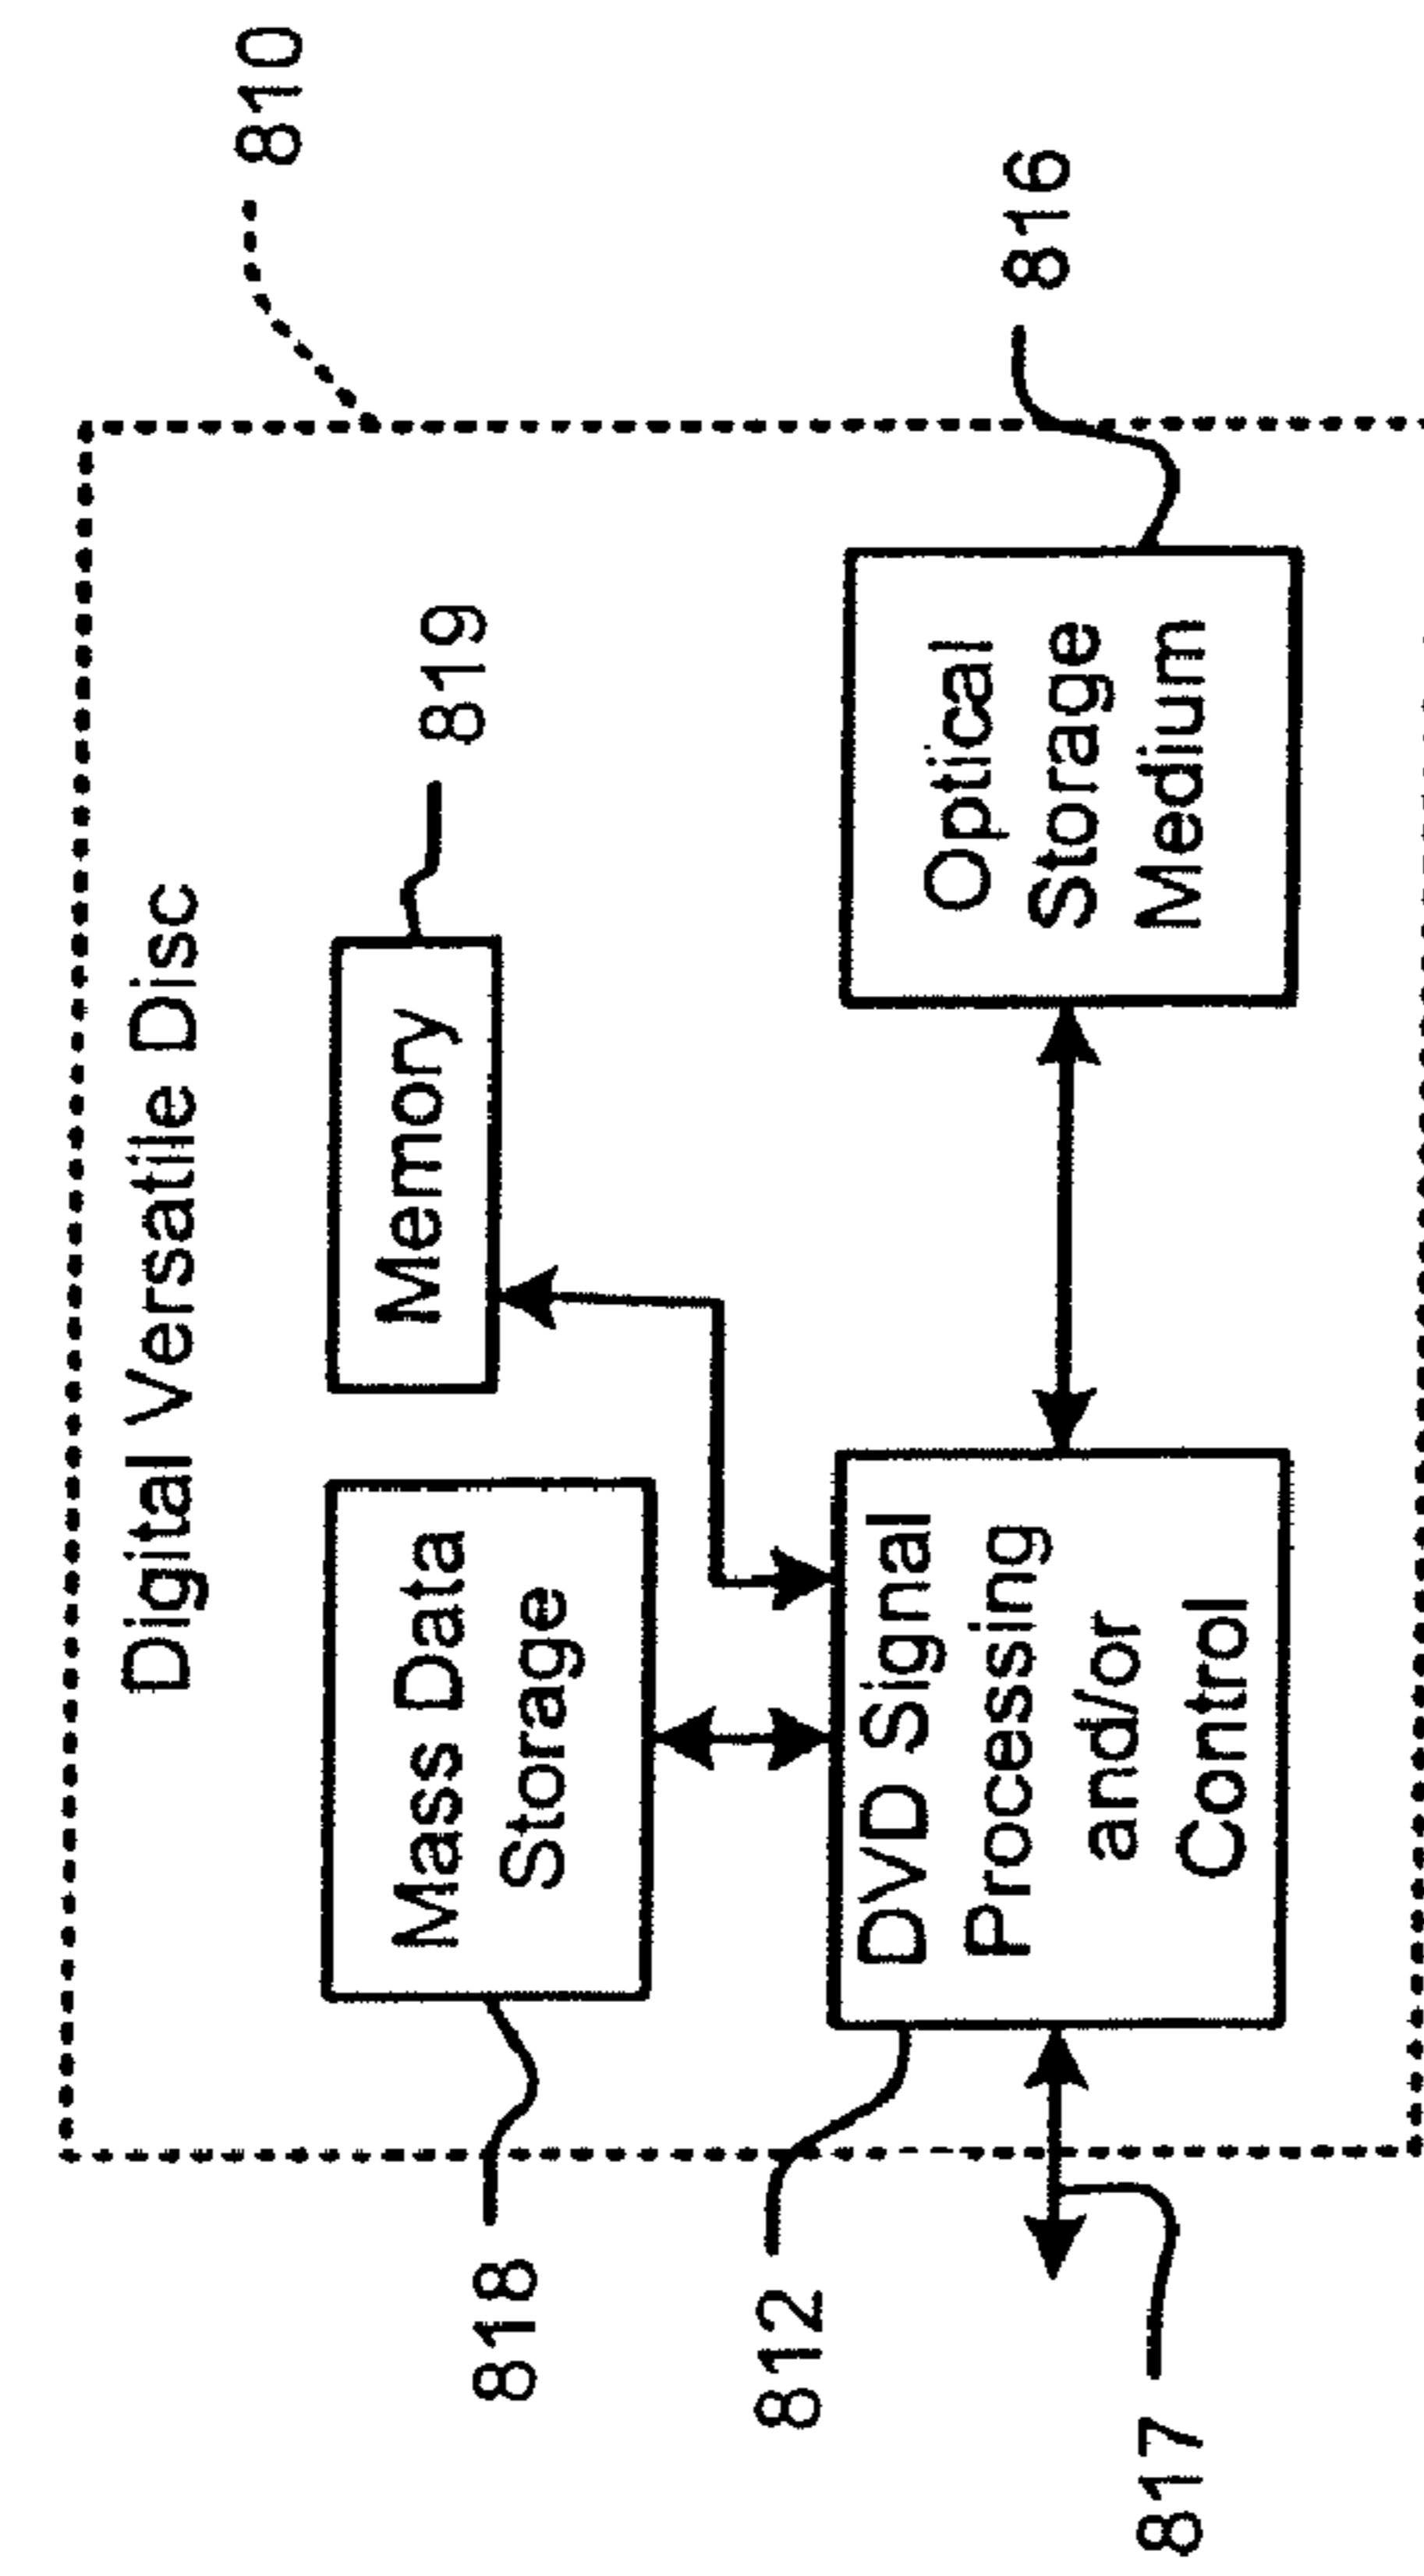 810
Digital Versatile Disc
819
Memory
818
Mass Data
Storage
816
Optical
Storage
Medium
812
DVD Signal
Processing
and/or
Control
817